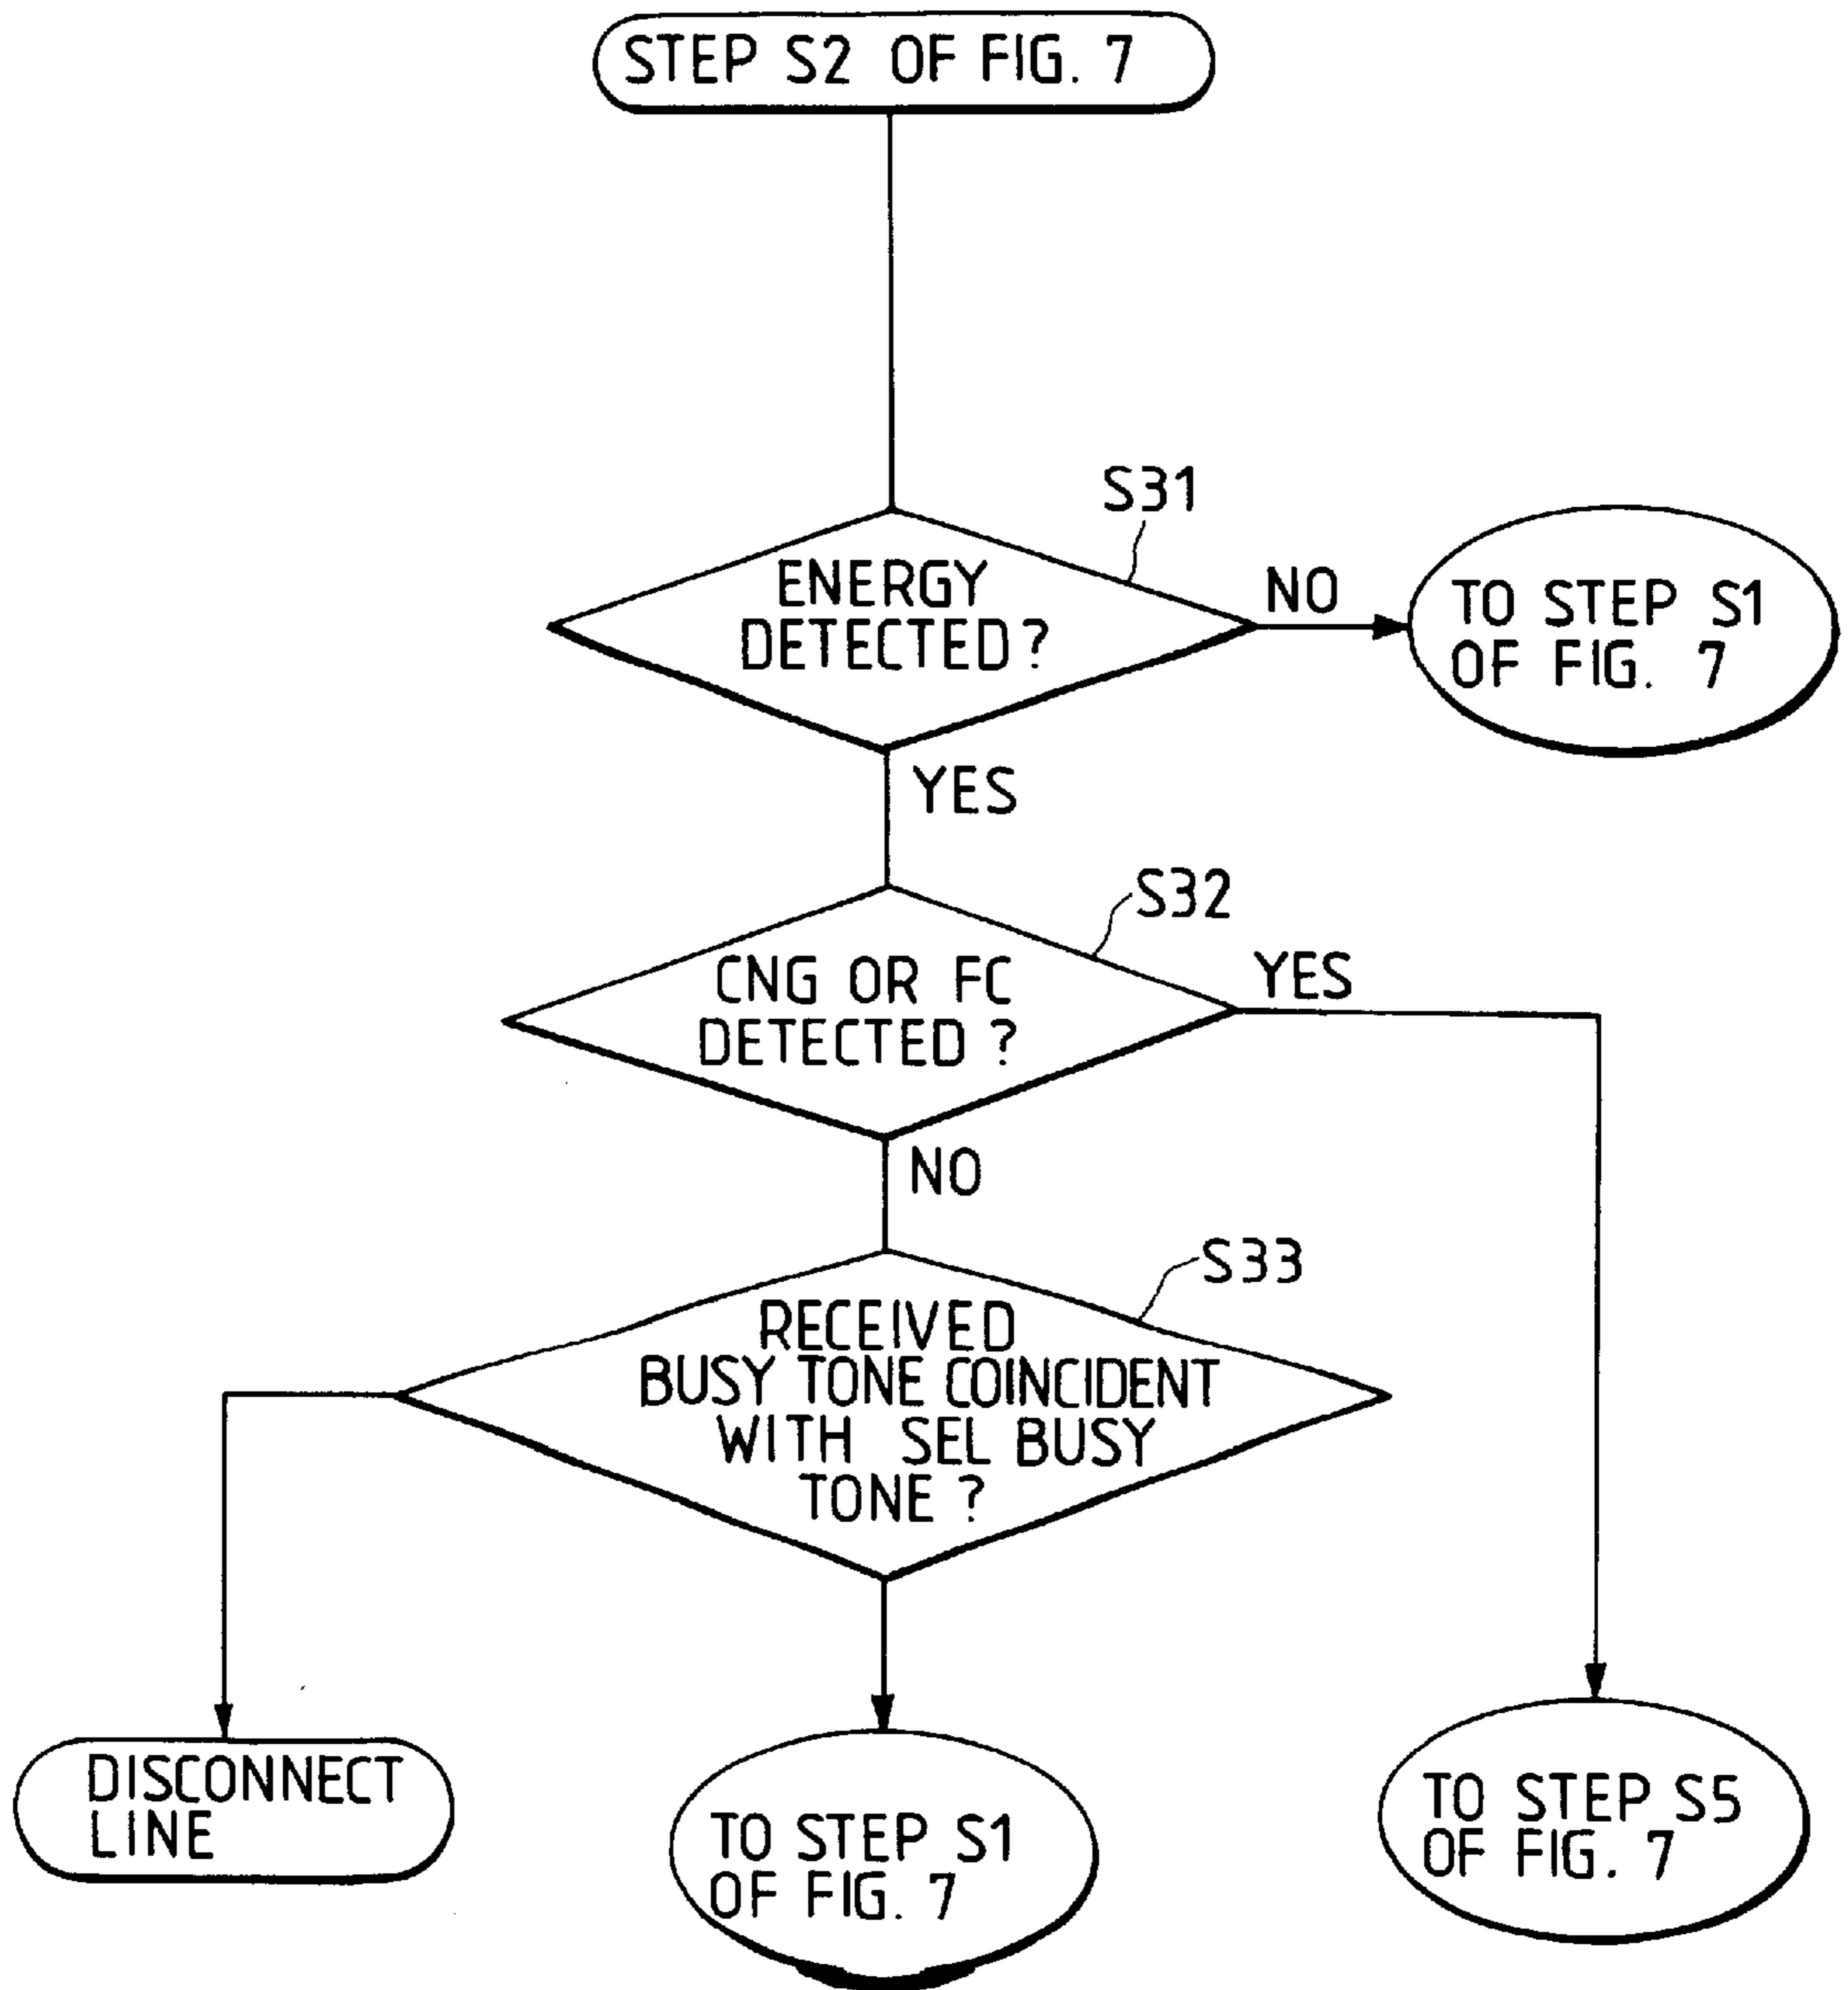 STEP S2 OF FIG. 7
S31
ENERGY
DETECTED?
NO
TO STEP S1
OF FIG. 7
YES
S32
CNG OR FC
DETECTED ?
YES
NO
S33
RECEIVED
BUSY TONE COINCIDENT
WITH SEL BUSY
TONE ?
DISCONNECT
LINE
TO STEP S1
OF FIG. 7
TO STEP S5
OF FIG. 7